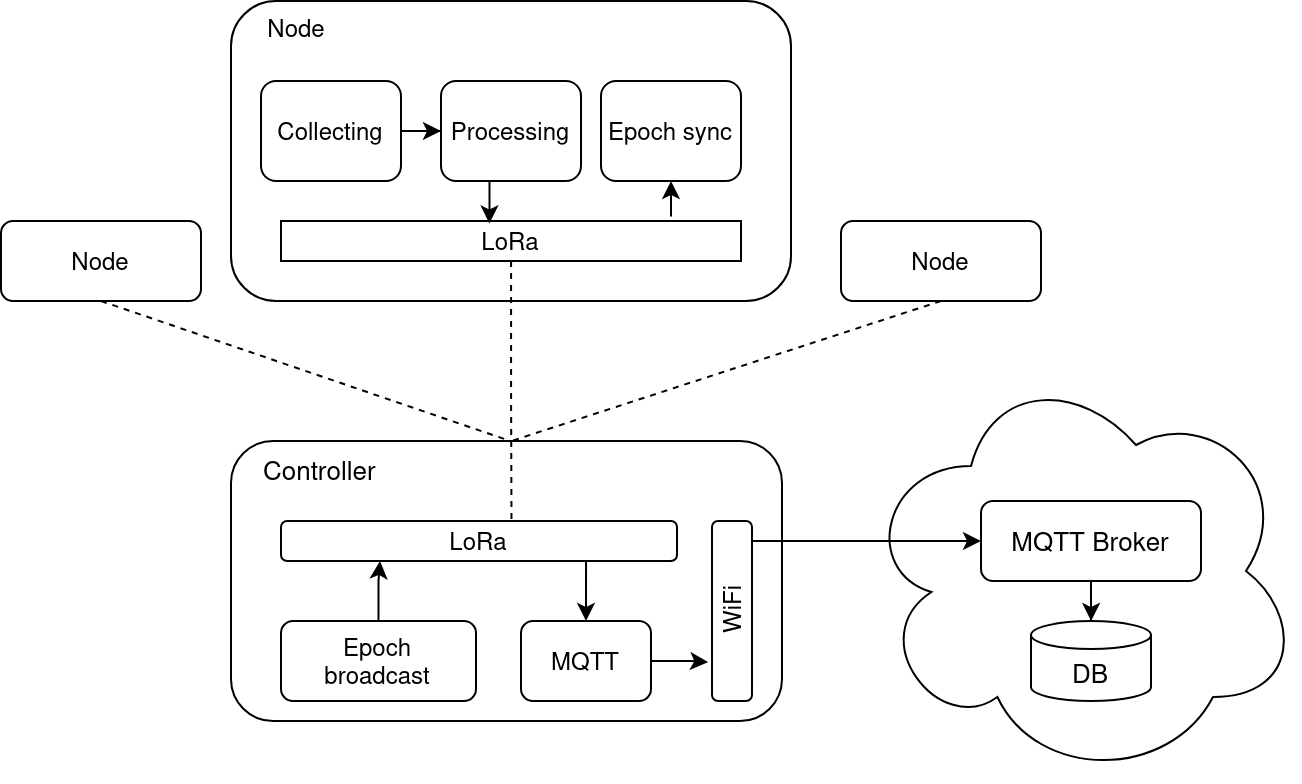 Node
Collecting
Processing
Epoch sync
LoRa
Node
Node
Controller
LoRa
Epoch
broadcast
MQTT
WiFi
MQTT Broker
DB